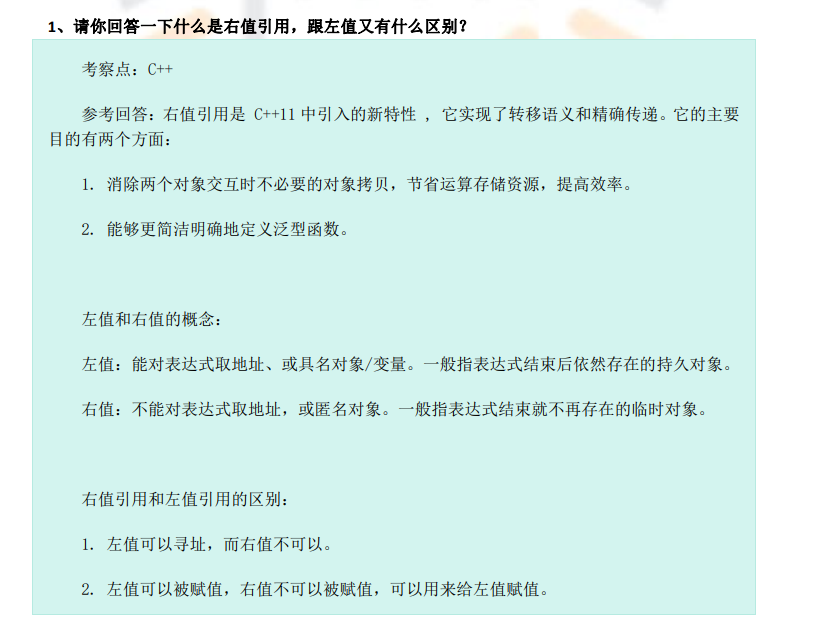 1、请你回答一下什么是右值引用，跟左值又有什么区别？
考察点：C++
参考回答：右值引用是 C++11 中引入的新特性 , 它实现了转移语义和精确传递。它的主要
目的有两个方面：
1. 消除两个对象交互时不必要的对象拷贝，节省运算存储资源，提高效率。
2. 能够更简洁明确地定义泛型函数。
左值和右值的概念：
左值：能对表达式取地址、或具名对象/变量。一般指表达式结束后依然存在的持久对象。
右值：不能对表达式取地址，或匿名对象。一般指表达式结束就不再存在的临时对象。
右值引用和左值引用的区别：
1. 左值可以寻址，而右值不可以。
2. 左值可以被赋值，右值不可以被赋值，可以用来给左值赋值。